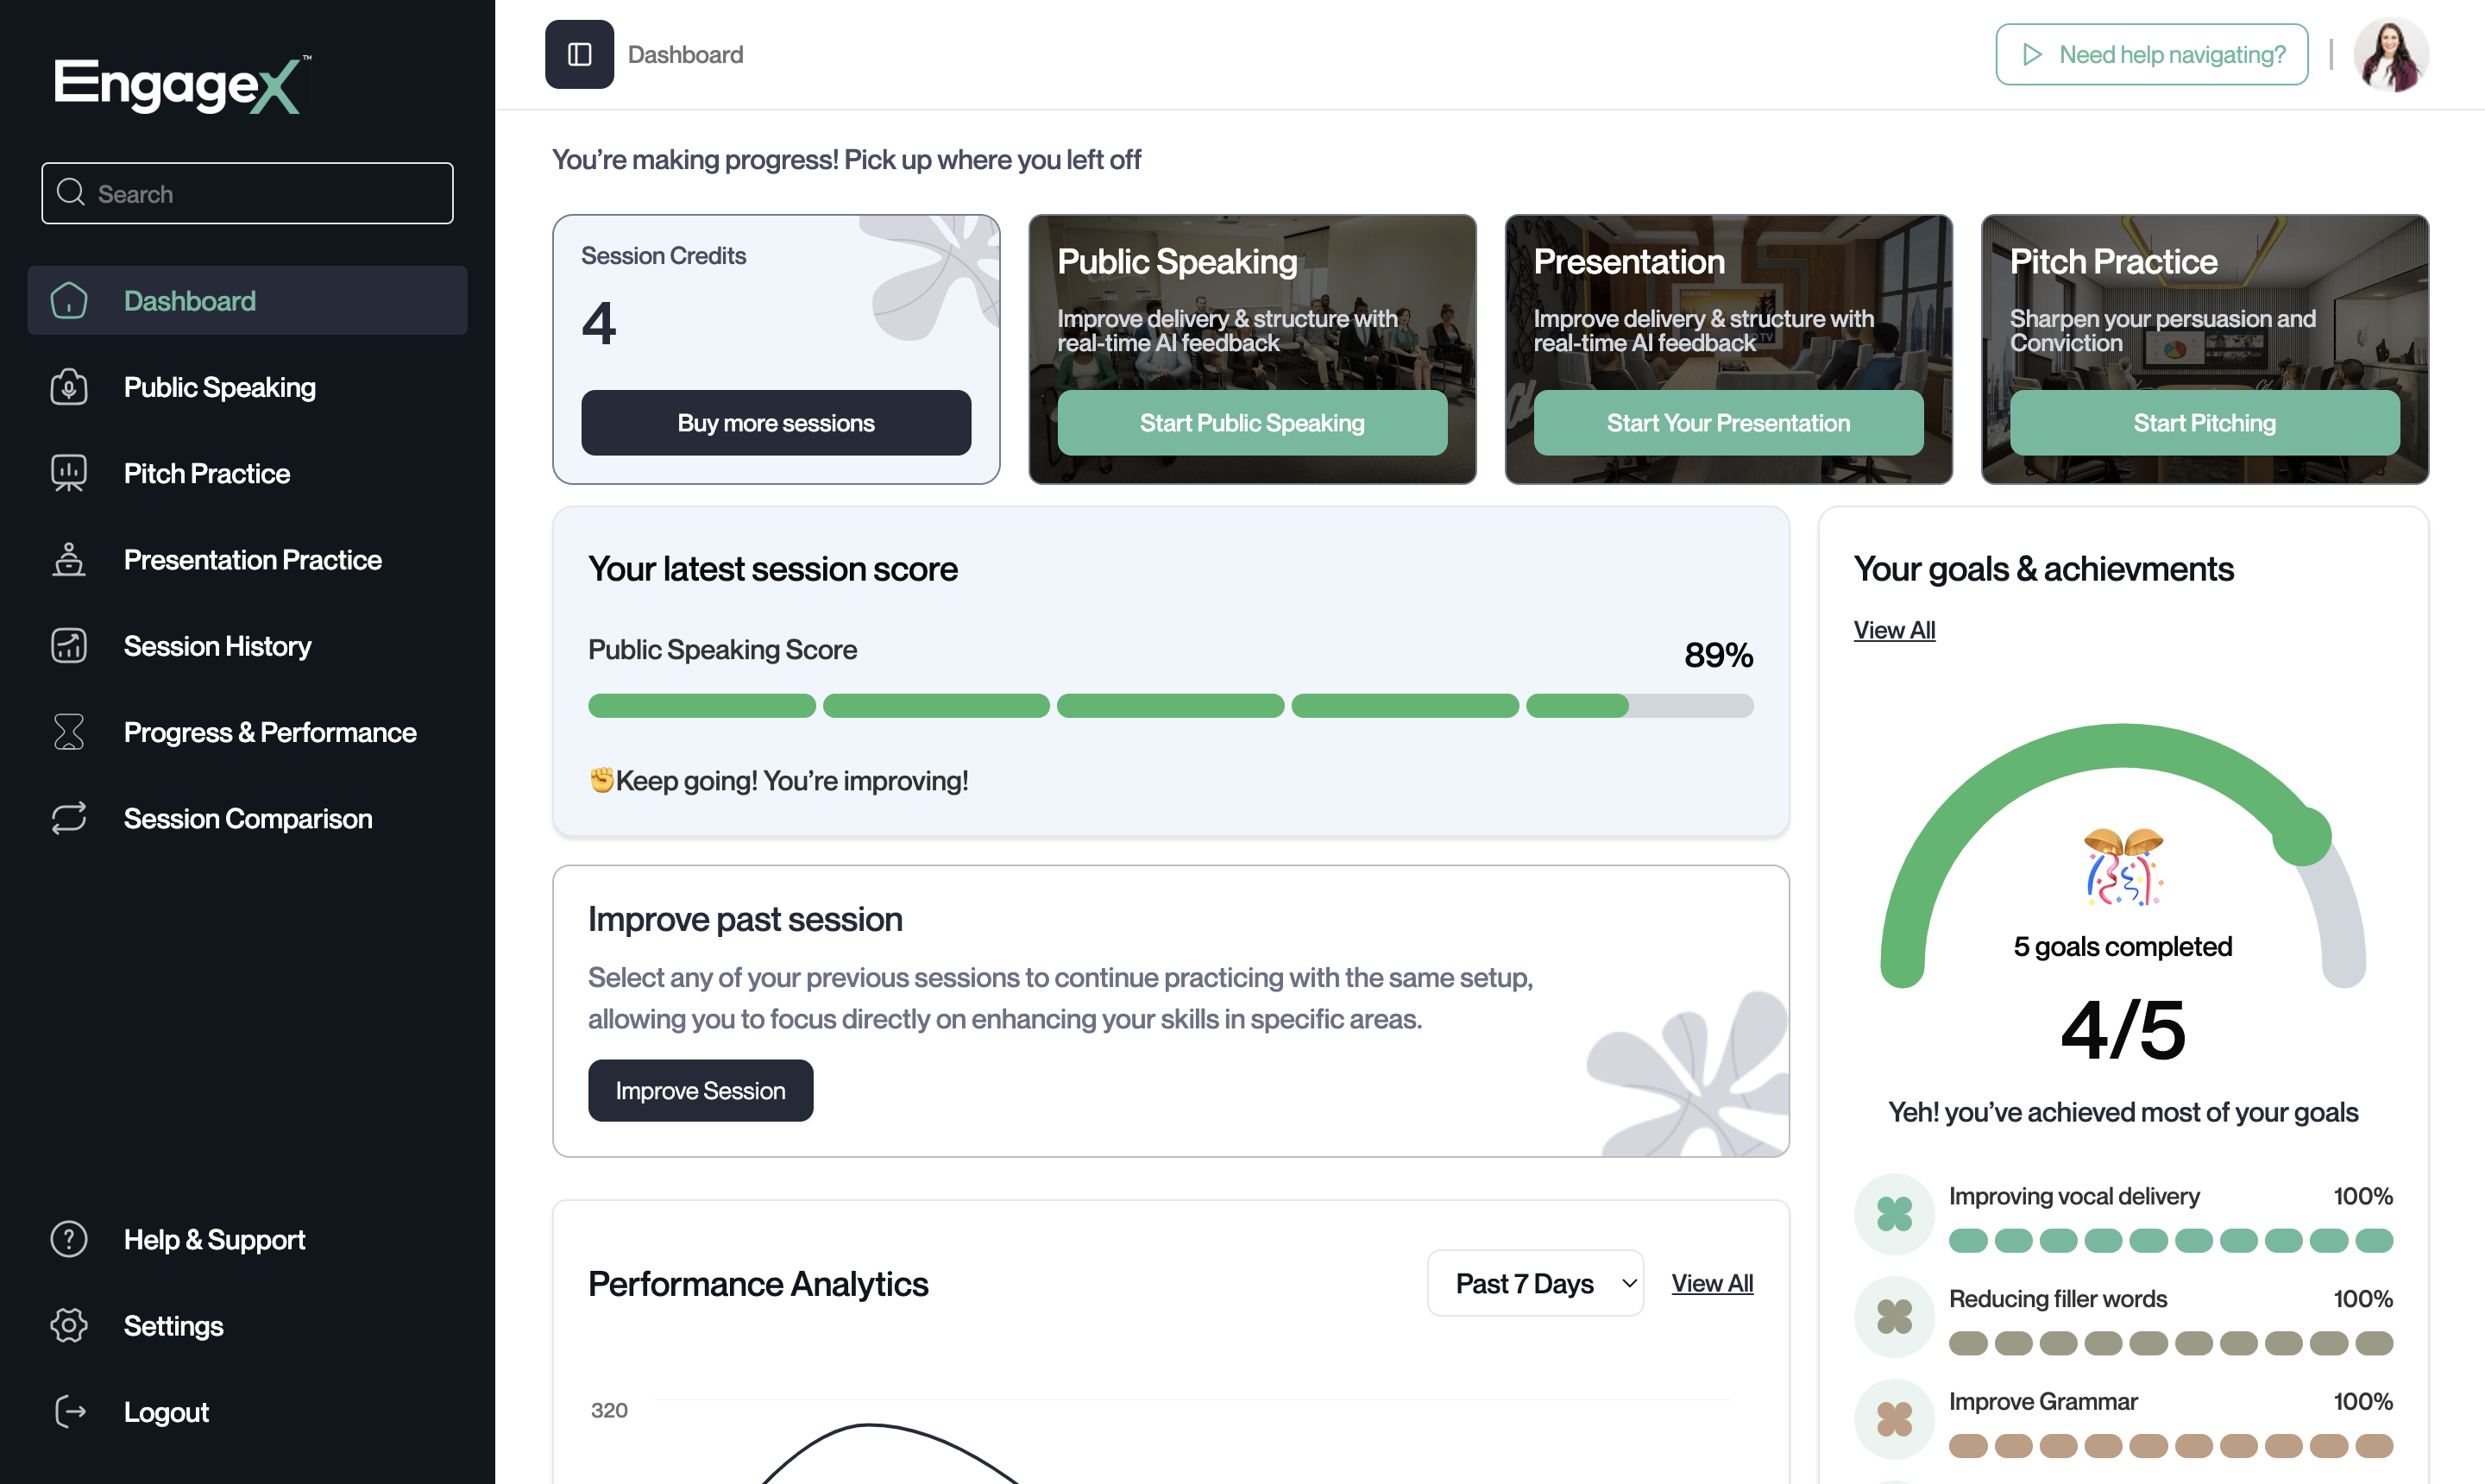 EngageX™
Search
Dashboard
Public Speaking
Pitch Practice
Presentation Practice
Session History
Progress & Performance
Session Comparison
Help & Support
Settings
Logout
Dashboard
Need help navigating?
You're making progress! Pick up where you left off
Session Credits
4
Buy more sessions
Public Speaking
Improve delivery & structure with
real-time AI feedback
Start Public Speaking
Presentation
Improve delivery & structure with
real-time AI feedback
Start Your Presentation
Pitch Practice
Sharpen your persuasion and
Conviction
Start Pitching
Your latest session score
Public Speaking Score
89%
✊Keep going! You're improving!
Improve past session
Select any of your previous sessions to continue practicing with the same setup,
allowing you to focus directly on enhancing your skills in specific areas.
Improve Session
Performance Analytics
Past 7 Days
View All
320
Your goals & achievments
View All
5 goals completed
4/5
Yeh! you've achieved most of your goals
Improving vocal delivery 100%
Reducing filler words 100%
Improve Grammar 100%